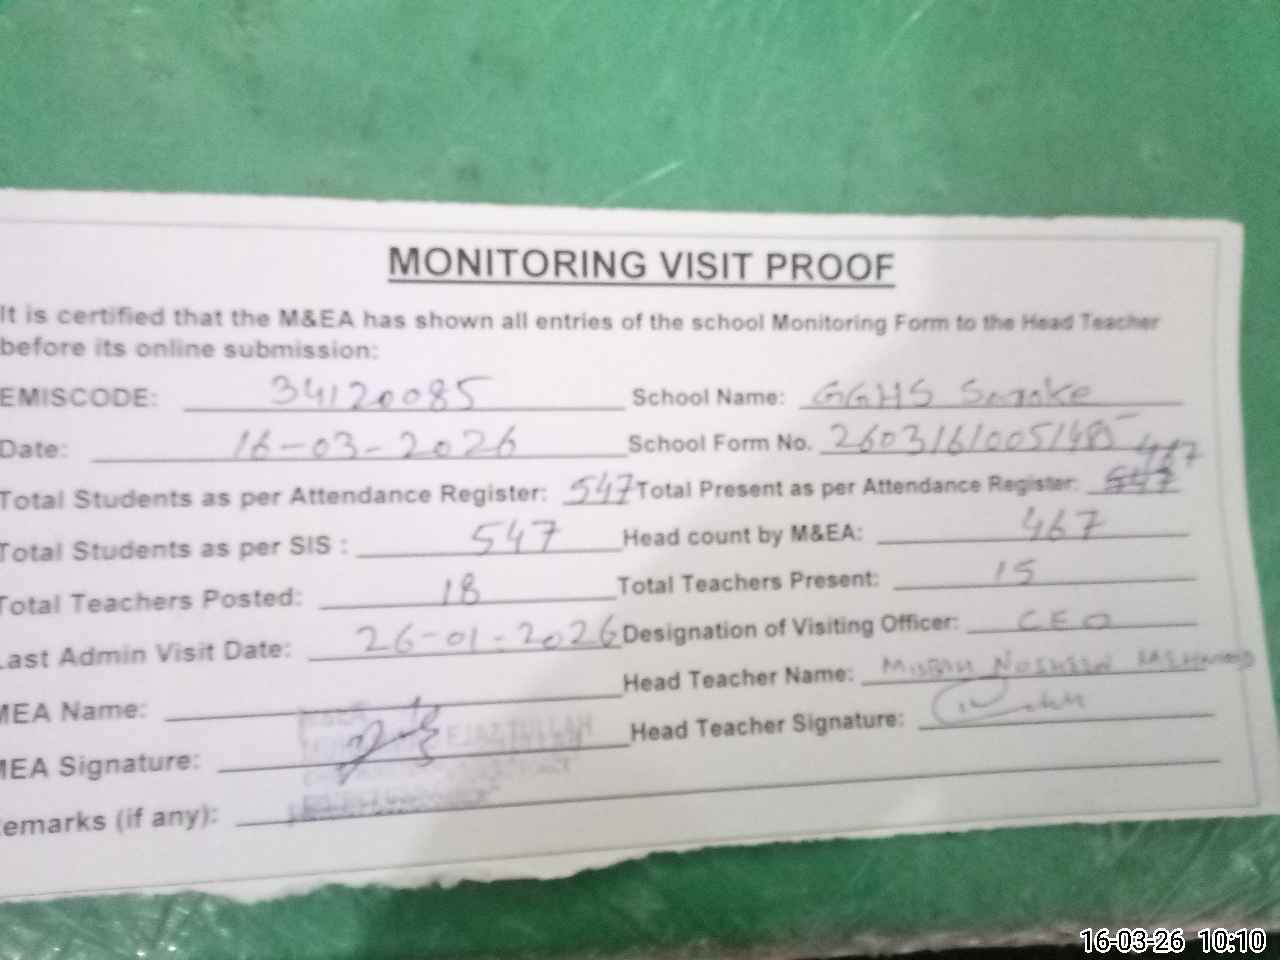 MONITORING VISIT PROOF
It is certified that the M&EA has shown all entries of the school Monitoring Form to the Head Teacher
before its online submission:
EMISCODE: 34120085 School Name: GGHS
Date: 16-03-2026 School Form No.
Total Students as per Attendance Register: 547 Total Present as per Attendance Register: 467
Total Students as per SIS : 547 Head count by M&EA: 467
Total Teachers Posted: 18 Total Teachers Present: 15
Last Admin Visit Date: 26-01-2026 Designation of Visiting Officer: CEO
MEA Name: Head Teacher Name: MISBAH NOSHEEN
MEA Signature: Head Teacher Signature:
Remarks (if any):
16-03-26 10:10